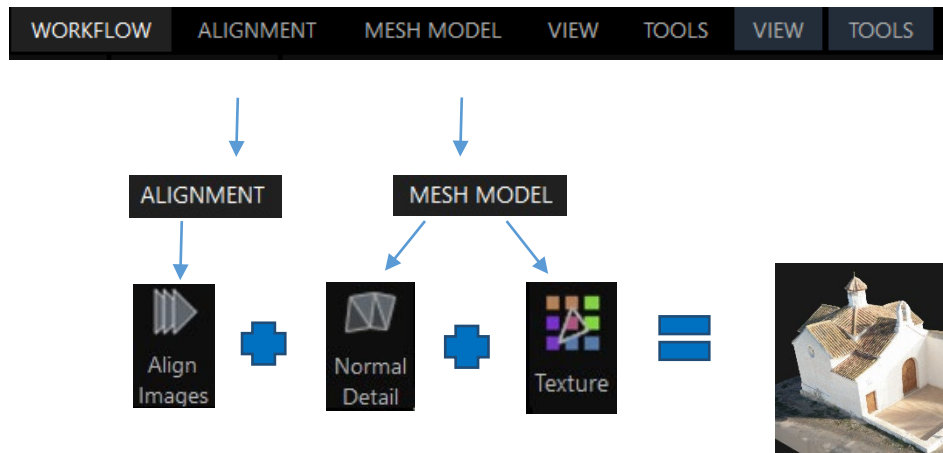 WORKFLOW ALIGNMENT MESH MODEL VIEW TOOLS VIEW TOOLS
ALIGNMENT MESH MODEL
Align
Images
Normal
Detail
Texture